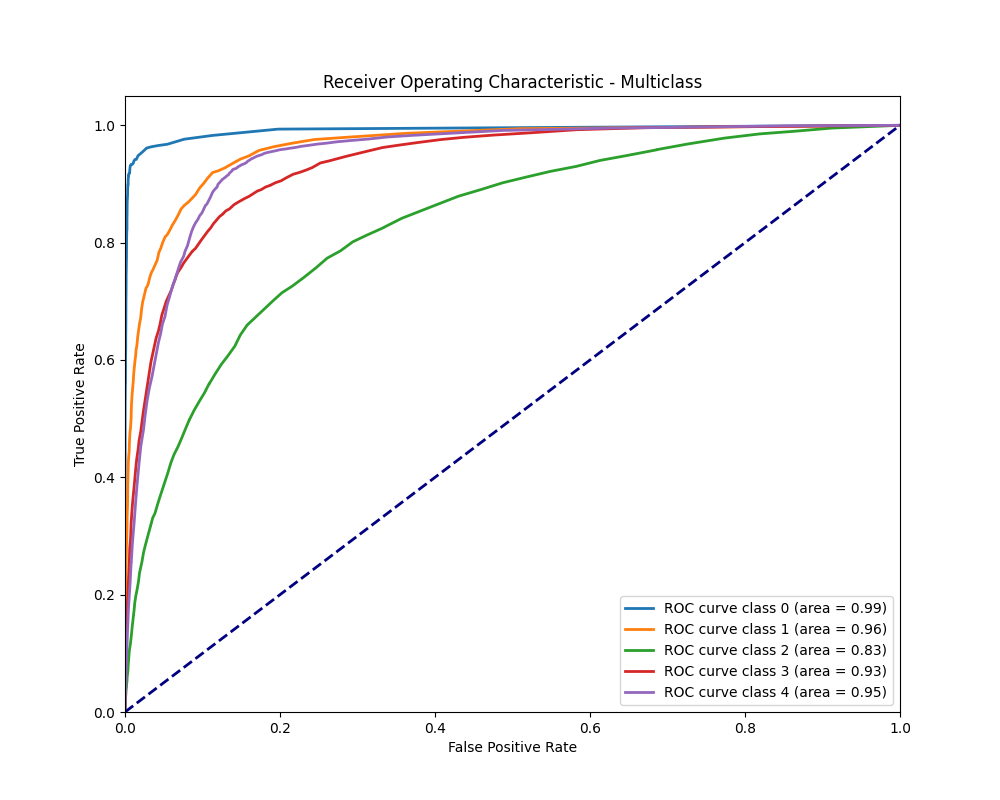 Receiver Operating Characteristic - Multiclass
1.0
0.8
0.6
0.4
0.2
0.0
True Positive Rate
ROC curve class 0 (area = 0.99)
ROC curve class 1 (area = 0.96)
ROC curve class 2 (area = 0.83)
ROC curve class 3 (area = 0.93)
ROC curve class 4 (area = 0.95)
0.0 0.2 0.4 0.6 0.8 1.0
False Positive Rate